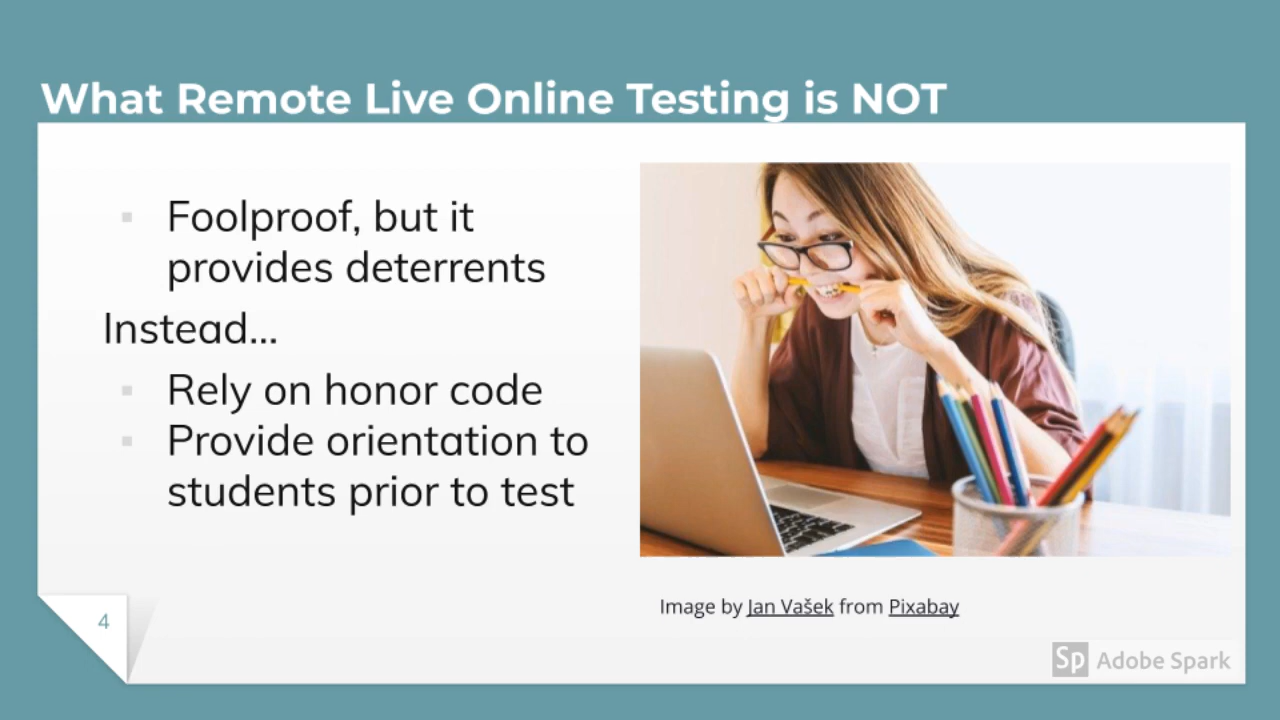 What Remote Live Online Testing is NOT
Foolproof, but it
provides deterrents
Instead...
Rely on honor code
Provide orientation to
students prior to test
Image by Jan Vašek from Pixabay
4
Sp Adobe Spark